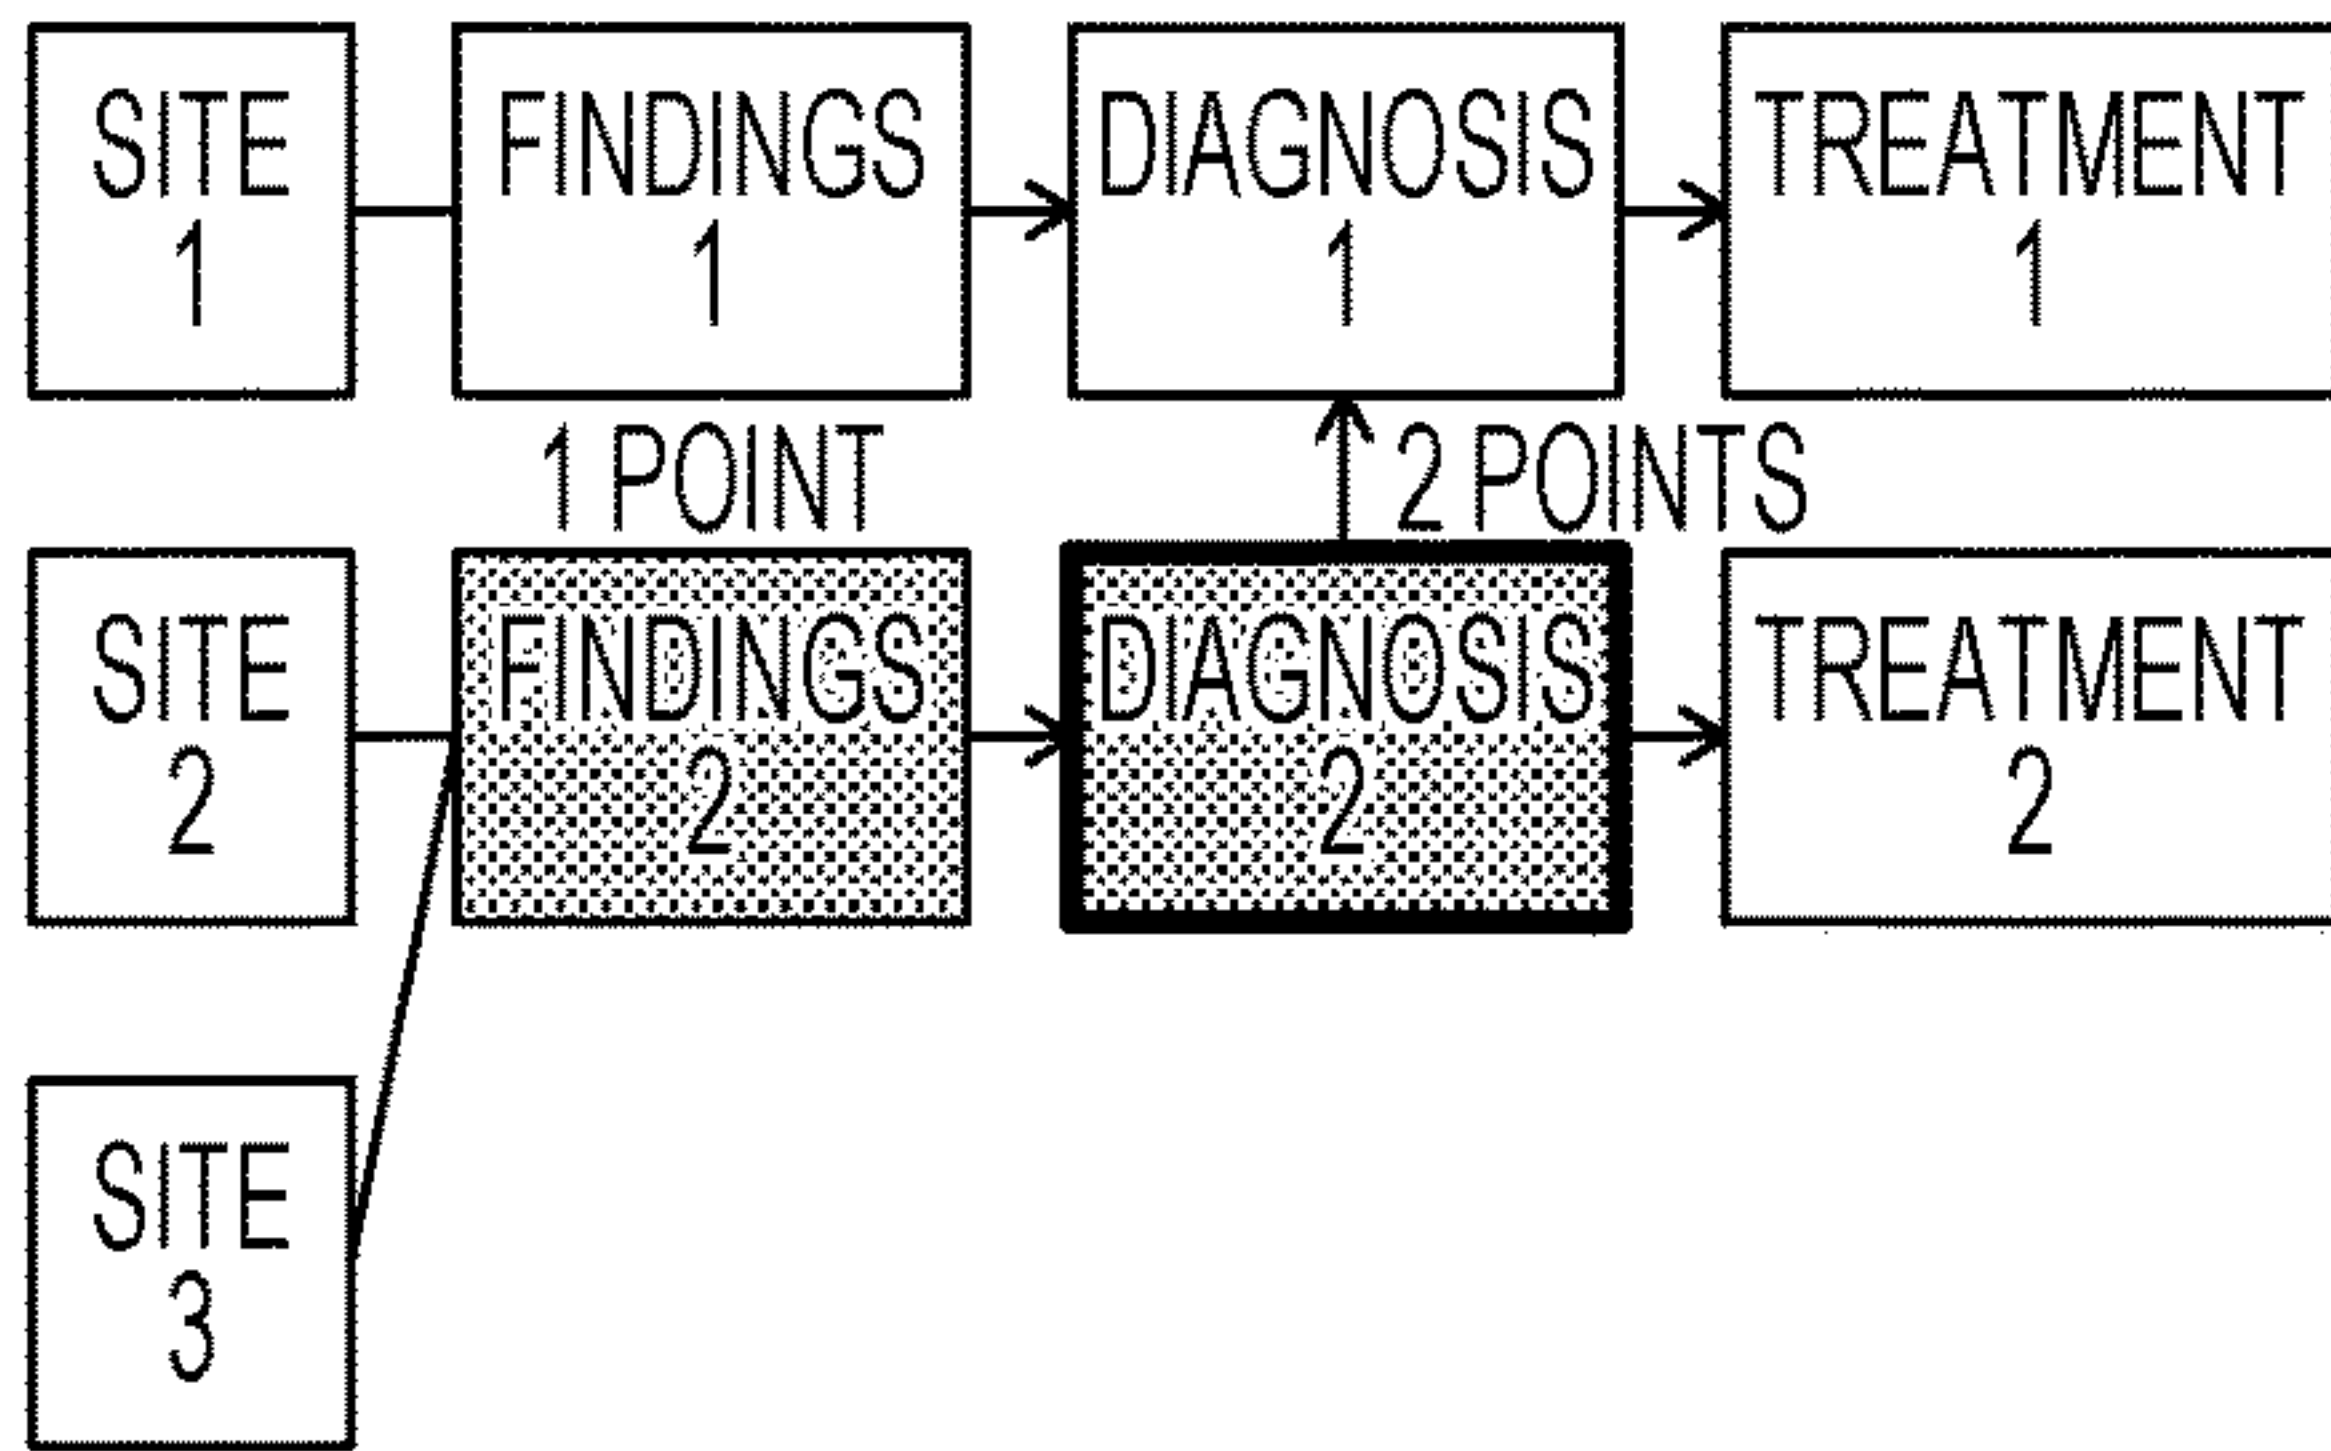 SITE
1
FINDINGS
1
DIAGNOSIS
1
TREATMENT
1
1 POINT
2 POINTS
SITE
2
FINDINGS
2
DIAGNOSIS
2
TREATMENT
2
SITE
3